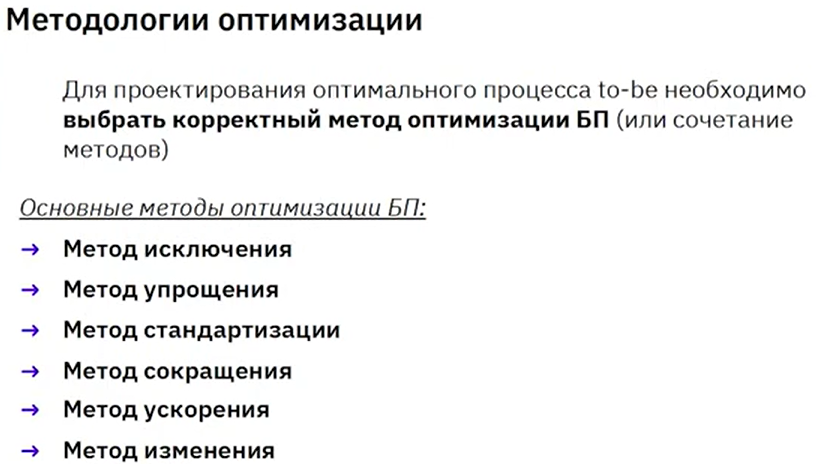 Методологии оптимизации
Для проектирования оптимального процесса to-be необходимо
выбрать корректный метод оптимизации БП (или сочетание
методов)
Основные методы оптимизации БП:
→ Метод исключения
→ Метод упрощения
→ Метод стандартизации
→ Метод сокращения
→ Метод ускорения
→ Метод изменения